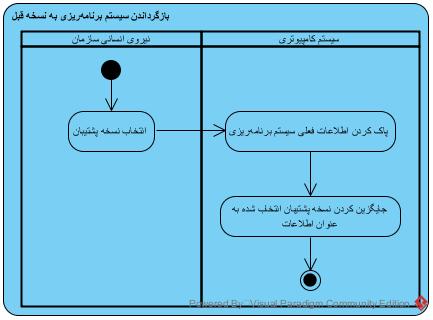 بازگرداندن سیستم برنامه‌ریزی به نسخه قبل
سیستم کامپیوتری
نیروی انسانی سازمان
انتخاب نسخه پشتیبان
پاک کردن اطلاعات فعلی سیستم برنامه‌ریزی
جایگزین کردن نسخه پشتیبان انتخاب شده به
عنوان اطلاعات
Powered By Visual Paradigm Community Edition